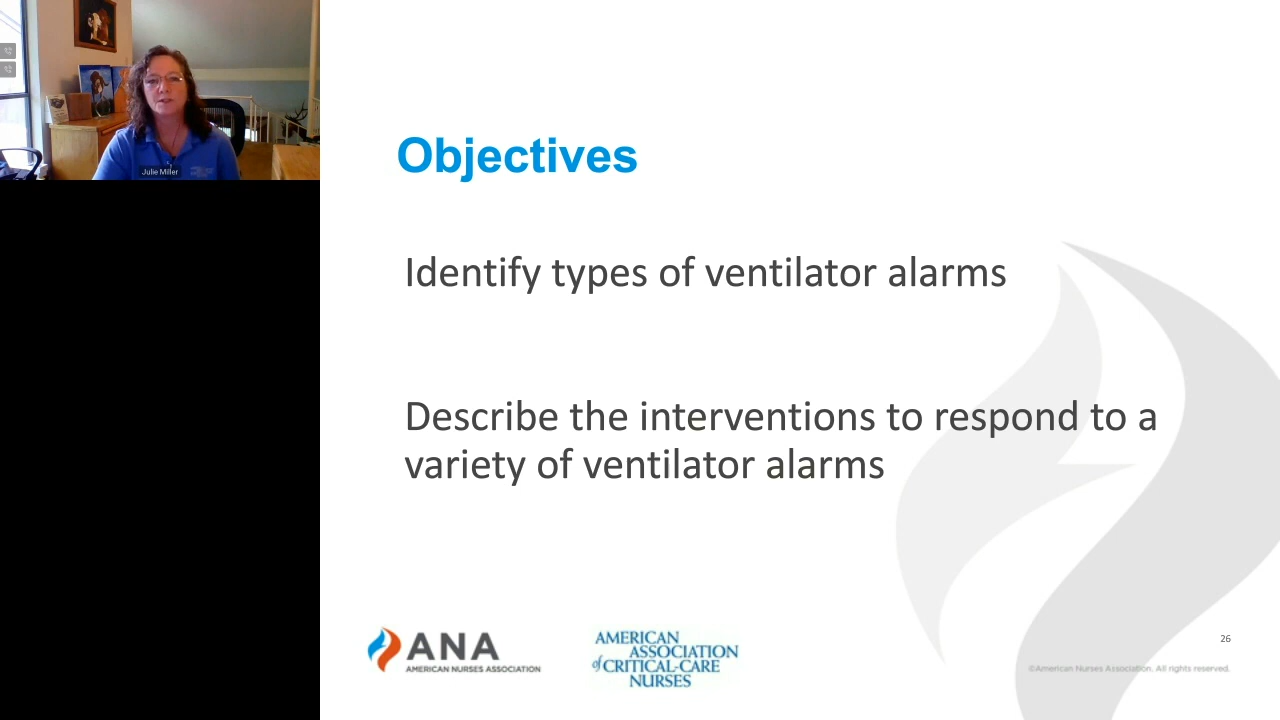 Julie Miller
Objectives
Identify types of ventilator alarms
Describe the interventions to respond to a
variety of ventilator alarms
ANA
AMERICAN NURSES ASSOCIATION
AMERICAN
ASSOCIATION
of CRITICAL-CARE
NURSES
26
©American Nurses Association. All rights reserved.